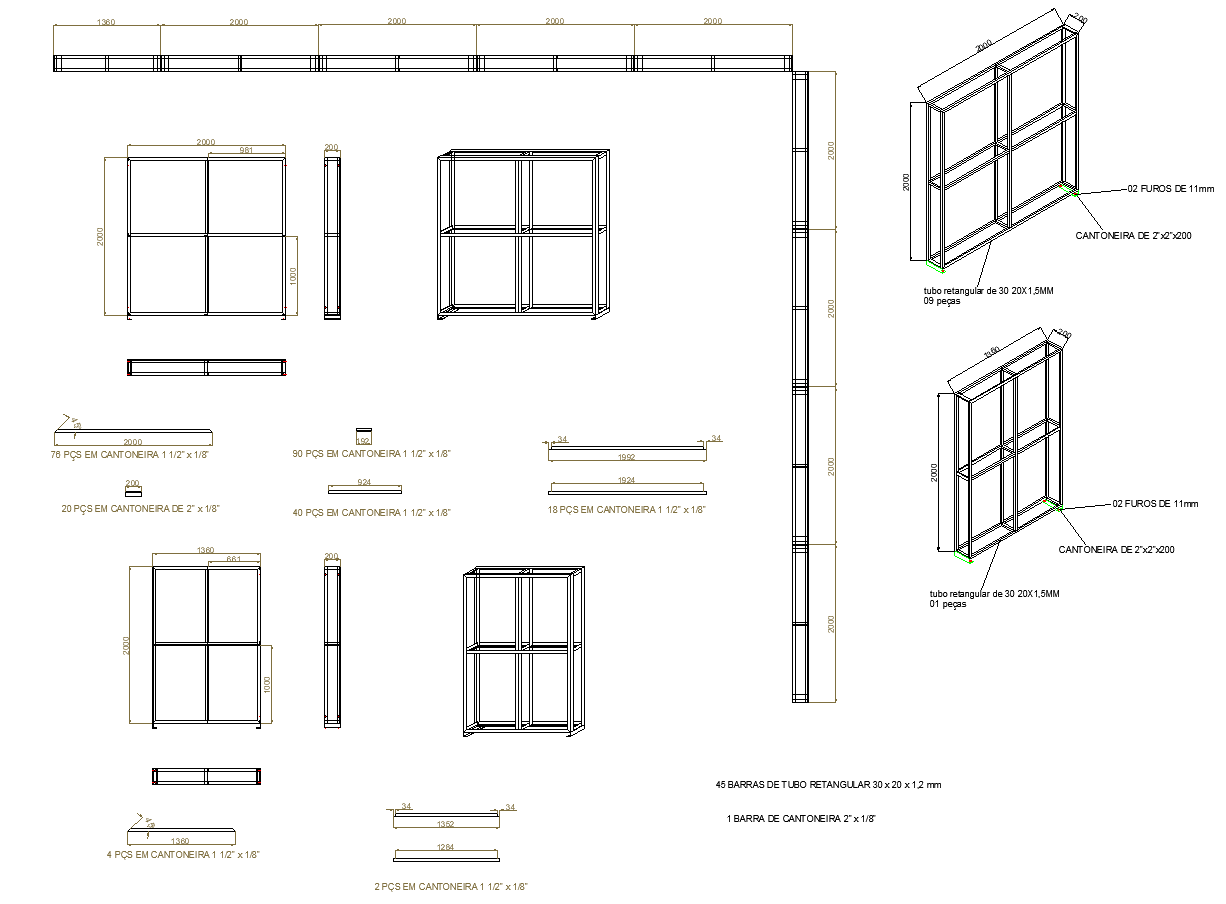 1360
2000
2000
2000
2000
2000
2000
2000
2000
2000
981
2000
1000
200
2000
200
2000
02 FUROS DE 11mm
CANTONEIRA DE 2"x2"x200
tubo retangular de 30 20X1,5MM
09 peças
200
2000
02 FUROS DE 11mm
CANTONEIRA DE 2"x2"x200
tubo retangular de 30 20X1,5MM
01 peças
2000
76 PÇS EM CANTONEIRA 1 1/2" x 1/8"
192
90 PÇS EM CANTONEIRA 1 1/2" x 1/8"
34
34
1992
200
20 PÇS EM CANTONEIRA DE 2" x 1/8"
924
40 PÇS EM CANTONEIRA 1 1/2" x 1/8"
1924
18 PÇS EM CANTONEIRA 1 1/2" x 1/8"
1360
661
2000
1000
200
1360
4 PÇS EM CANTONEIRA 1 1/2" x 1/8"
34
34
1352
1284
2 PÇS EM CANTONEIRA 1 1/2" x 1/8"
45 BARRAS DE TUBO RETANGULAR 30 x 20 x 1,2 mm
1 BARRA DE CANTONEIRA 2" x 1/8"